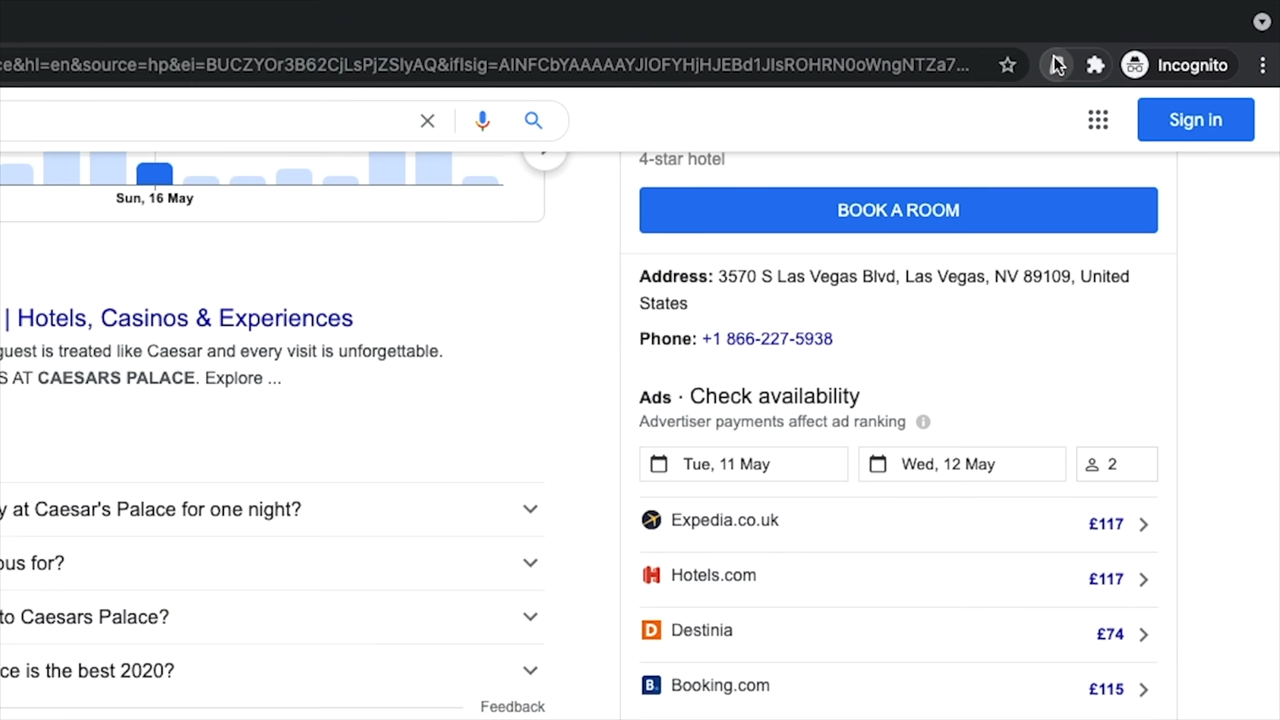 ce&hl=en&source=hp&ei=BUCZYOr3B62CjLsPjZSIyAQ&iflsig=AINFCbYAAAAAYJlOFYHjHJEBd1JIsROHRN0oWngNTZa7...
Incognito
Sign in
4-star hotel
Sun, 16 May
BOOK A ROOM
Address: 3570 S Las Vegas Blvd, Las Vegas, NV 89109, United
States
Phone: +1 866-227-5938
| Hotels, Casinos & Experiences
guest is treated like Caesar and every visit is unforgettable.
S AT CAESARS PALACE. Explore ...
Ads · Check availability
Advertiser payments affect ad ranking
Tue, 11 May
Wed, 12 May
2
y at Caesar's Palace for one night?
ous for?
to Caesars Palace?
ce is the best 2020?
Feedback
Expedia.co.uk £117
Hotels.com £117
D Destinia £74
B. Booking.com £115